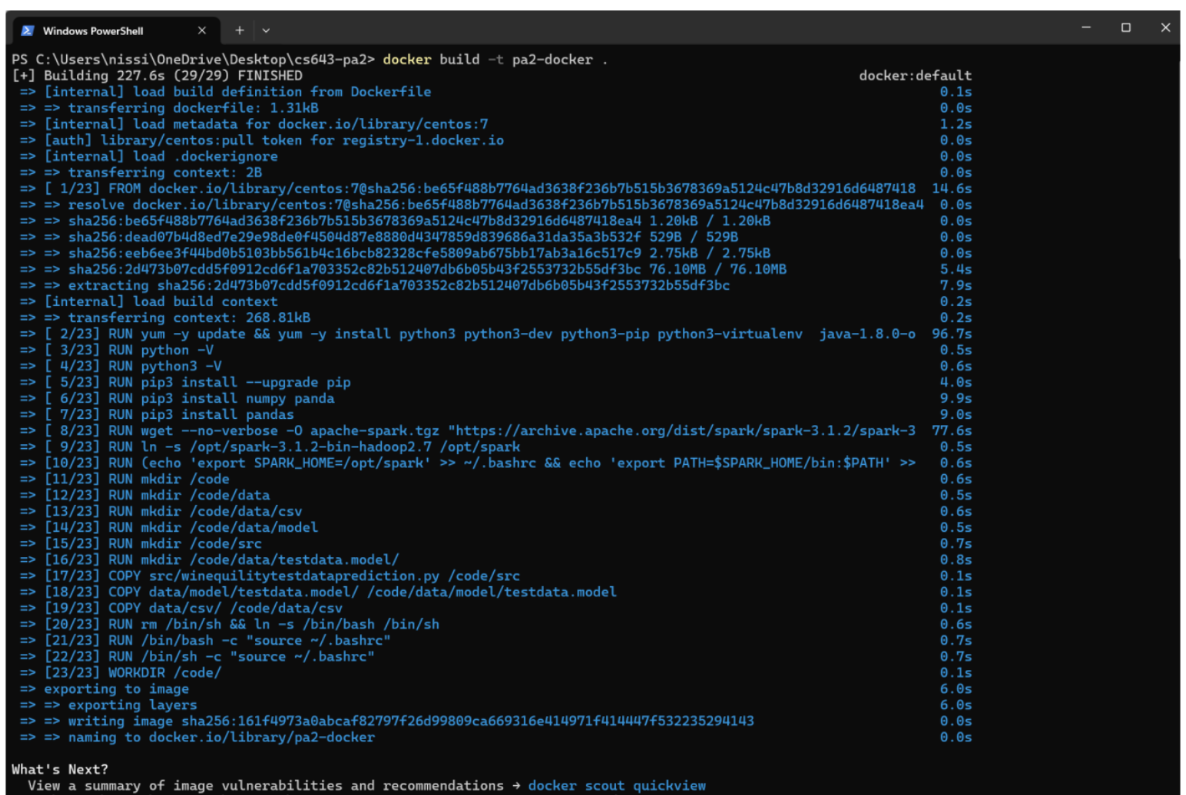 Windows PowerShell
PS C:\Users\nissi\OneDrive\Desktop\cs643-pa2> docker build -t pa2-docker .
[+] Building 227.6s (29/29) FINISHED docker:default
=> [internal] load build definition from Dockerfile 0.1s
=> => transferring dockerfile: 1.31kB 0.0s
=> [internal] load metadata for docker.io/library/centos:7 1.2s
=> [auth] library/centos:pull token for registry-1.docker.io 0.0s
=> [internal] load .dockerignore 0.0s
=> => transferring context: 2B 0.0s
=> [ 1/23] FROM docker.io/library/centos:7@sha256:be65f488b7764ad3638f236b7b515b3678369a5124c47b8d32916d6487418 14.6s
=> => resolve docker.io/library/centos:7@sha256:be65f488b7764ad3638f236b7b515b3678369a5124c47b8d32916d6487418ea4 0.0s
=> => sha256:be65f488b7764ad3638f236b7b515b3678369a5124c47b8d32916d6487418ea4 1.20kB / 1.20kB 0.0s
=> => sha256:dead07b4d8ed7e29e98de0f4504d87e8880d4347859d839686a31da35a3b532f 529B / 529B 0.0s
=> => sha256:eeb6ee3f44bd0b5103bb561b4c16bcb82328cfe5809ab675bb17ab3a16c517c9 2.75kB / 2.75kB 0.0s
=> => sha256:2d473b07cdd5f0912cd6f1a703352c82b512407db6b05b43f2553732b55df3bc 76.10MB / 76.10MB 5.4s
=> => extracting sha256:2d473b07cdd5f0912cd6f1a703352c82b512407db6b05b43f2553732b55df3bc 7.9s
=> [internal] load build context 0.2s
=> => transferring context: 268.81kB 0.2s
=> [ 2/23] RUN yum -y update && yum -y install python3 python3-dev python3-pip python3-virtualenv  java-1.8.0-o 96.7s
=> [ 3/23] RUN python -V 0.5s
=> [ 4/23] RUN python3 -V 0.6s
=> [ 5/23] RUN pip3 install --upgrade pip 4.0s
=> [ 6/23] RUN pip3 install numpy panda 9.9s
=> [ 7/23] RUN pip3 install pandas 9.0s
=> [ 8/23] RUN wget --no-verbose -O apache-spark.tgz "https://archive.apache.org/dist/spark/spark-3.1.2/spark-3 77.6s
=> [ 9/23] RUN ln -s /opt/spark-3.1.2-bin-hadoop2.7 /opt/spark 0.5s
=> [10/23] RUN (echo 'export SPARK_HOME=/opt/spark' >> ~/.bashrc && echo 'export PATH=$SPARK_HOME/bin:$PATH' >> 0.6s
=> [11/23] RUN mkdir /code 0.6s
=> [12/23] RUN mkdir /code/data 0.5s
=> [13/23] RUN mkdir /code/data/csv 0.6s
=> [14/23] RUN mkdir /code/data/model 0.5s
=> [15/23] RUN mkdir /code/src 0.7s
=> [16/23] RUN mkdir /code/data/testdata.model/ 0.8s
=> [17/23] COPY src/winequilitytestdataprediction.py /code/src 0.1s
=> [18/23] COPY data/model/testdata.model/ /code/data/model/testdata.model 0.1s
=> [19/23] COPY data/csv/ /code/data/csv 0.1s
=> [20/23] RUN rm /bin/sh && ln -s /bin/bash /bin/sh 0.6s
=> [21/23] RUN /bin/bash -c "source ~/.bashrc" 0.7s
=> [22/23] RUN /bin/sh -c "source ~/.bashrc" 0.7s
=> [23/23] WORKDIR /code/ 0.1s
=> exporting to image 6.0s
=> => exporting layers 6.0s
=> => writing image sha256:161f4973a0abcaf82797f26d99809ca669316e414971f414447f532235294143 0.0s
=> => naming to docker.io/library/pa2-docker 0.0s
What's Next?
View a summary of image vulnerabilities and recommendations → docker scout quickview